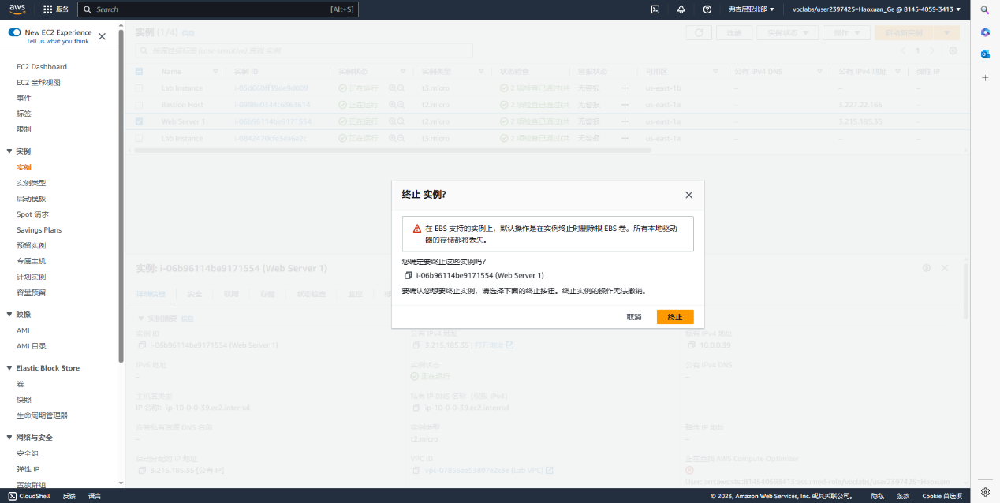 aws
服务
Search
[Alt+S]
弗吉尼亚北部
voclabs/user2397425=Haoxuan_Ge @ 8145-4059-3413
New EC2 Experience
Tell us what you think
EC2 Dashboard
EC2 全球视图
事件
标签
限制
实例
实例
实例类型
启动模板
Spot 请求
Savings Plans
预留实例
专属主机
计划实例
容量预留
映像
AMI
AMI 目录
Elastic Block Store
卷
快照
生命周期管理器
网络与安全
安全组
弹性 IP
置放群组
实例 (1/4) 信息
连接
实例状态
操作
启动新实例
按属性或标签 (case-sensitive) 查找 实例
1
Name 实例 ID 实例状态 实例类型 状态检查 警报状态 可用区 公有 IPv4 DNS 公有 IPv4 地址 弹性 IP
Lab Instance 正在运行 t3.micro 2 项检查已通过(共 无警报 us-east-1b – – –
Bastion Host 正在运行 t2.micro 2 项检查已通过(共 无警报 us-east-1a – 3.227.22.166 –
Web Server 1 i-06b96114be9171554 正在运行 t2.micro 2 项检查已通过(共 无警报 us-east-1a – 3.215.185.35 –
Lab Instance 正在运行 t3.micro 2 项检查已通过(共 无警报 us-east-1a – – –
终止 实例?
在 EBS 支持的实例上，默认操作是在实例终止时删除根 EBS 卷。所有本地驱动
器的存储都将丢失。
您确定要终止这些实例吗?
i-06b96114be9171554 (Web Server 1)
要确认您想要终止实例，请选择下面的终止按钮。终止实例的操作无法撤销。
取消
终止
实例: i-06b96114be9171554 (Web Server 1)
详细信息 安全 联网 存储 状态检查 监控
实例摘要 信息
实例 ID
i-06b96114be9171554 (Web Server 1)
公有 IPv4 地址
3.215.185.35 | 打开地址
私有 IPv4 地址
10.0.0.39
IPv6 地址
–
实例状态
正在运行
公有 IPv4 DNS
–
主机名类型
IP 名称: ip-10-0-0-39.ec2.internal
私有 IP DNS 名称（仅限 IPv4）
ip-10-0-0-39.ec2.internal
应答私有资源 DNS 名称
–
实例类型
t2.micro
弹性 IP 地址
–
自动分配的 IP 地址
3.215.185.35 [公有 IP]
VPC ID
正在查找 AWS Compute Optimizer
User: arn:aws:sts::814540593413:assumed-role/voclabs/user2397425=Haoxuan
CloudShell
反馈
语言
© 2023, Amazon Web Services, Inc. 或其关联公司。
隐私
条款
Cookie 首选项